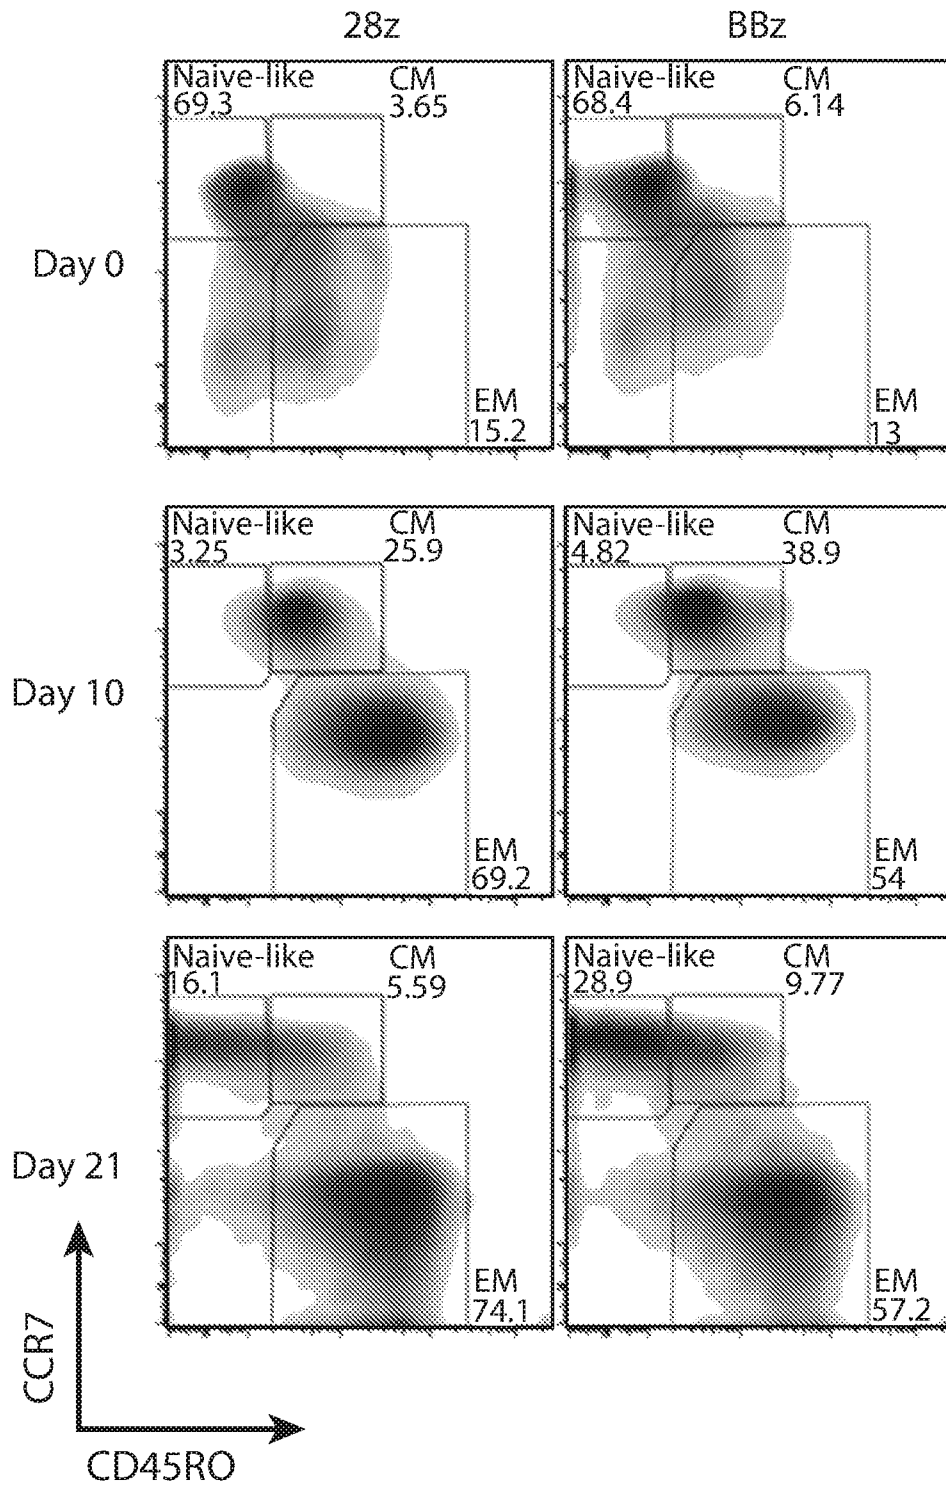 28z BBz
Naive-like CM Naive-like CM
69.3 3.65 68.4 6.14
Day 0
EM EM
15.2 13
Naive-like CM Naive-like CM
3.25 25.9 4.82 38.9
Day 10
EM EM
69.2 54
Naive-like CM Naive-like CM
16.1 5.59 28.9 9.77
Day 21
EM EM
74.1 57.2
CCR7
CD45RO